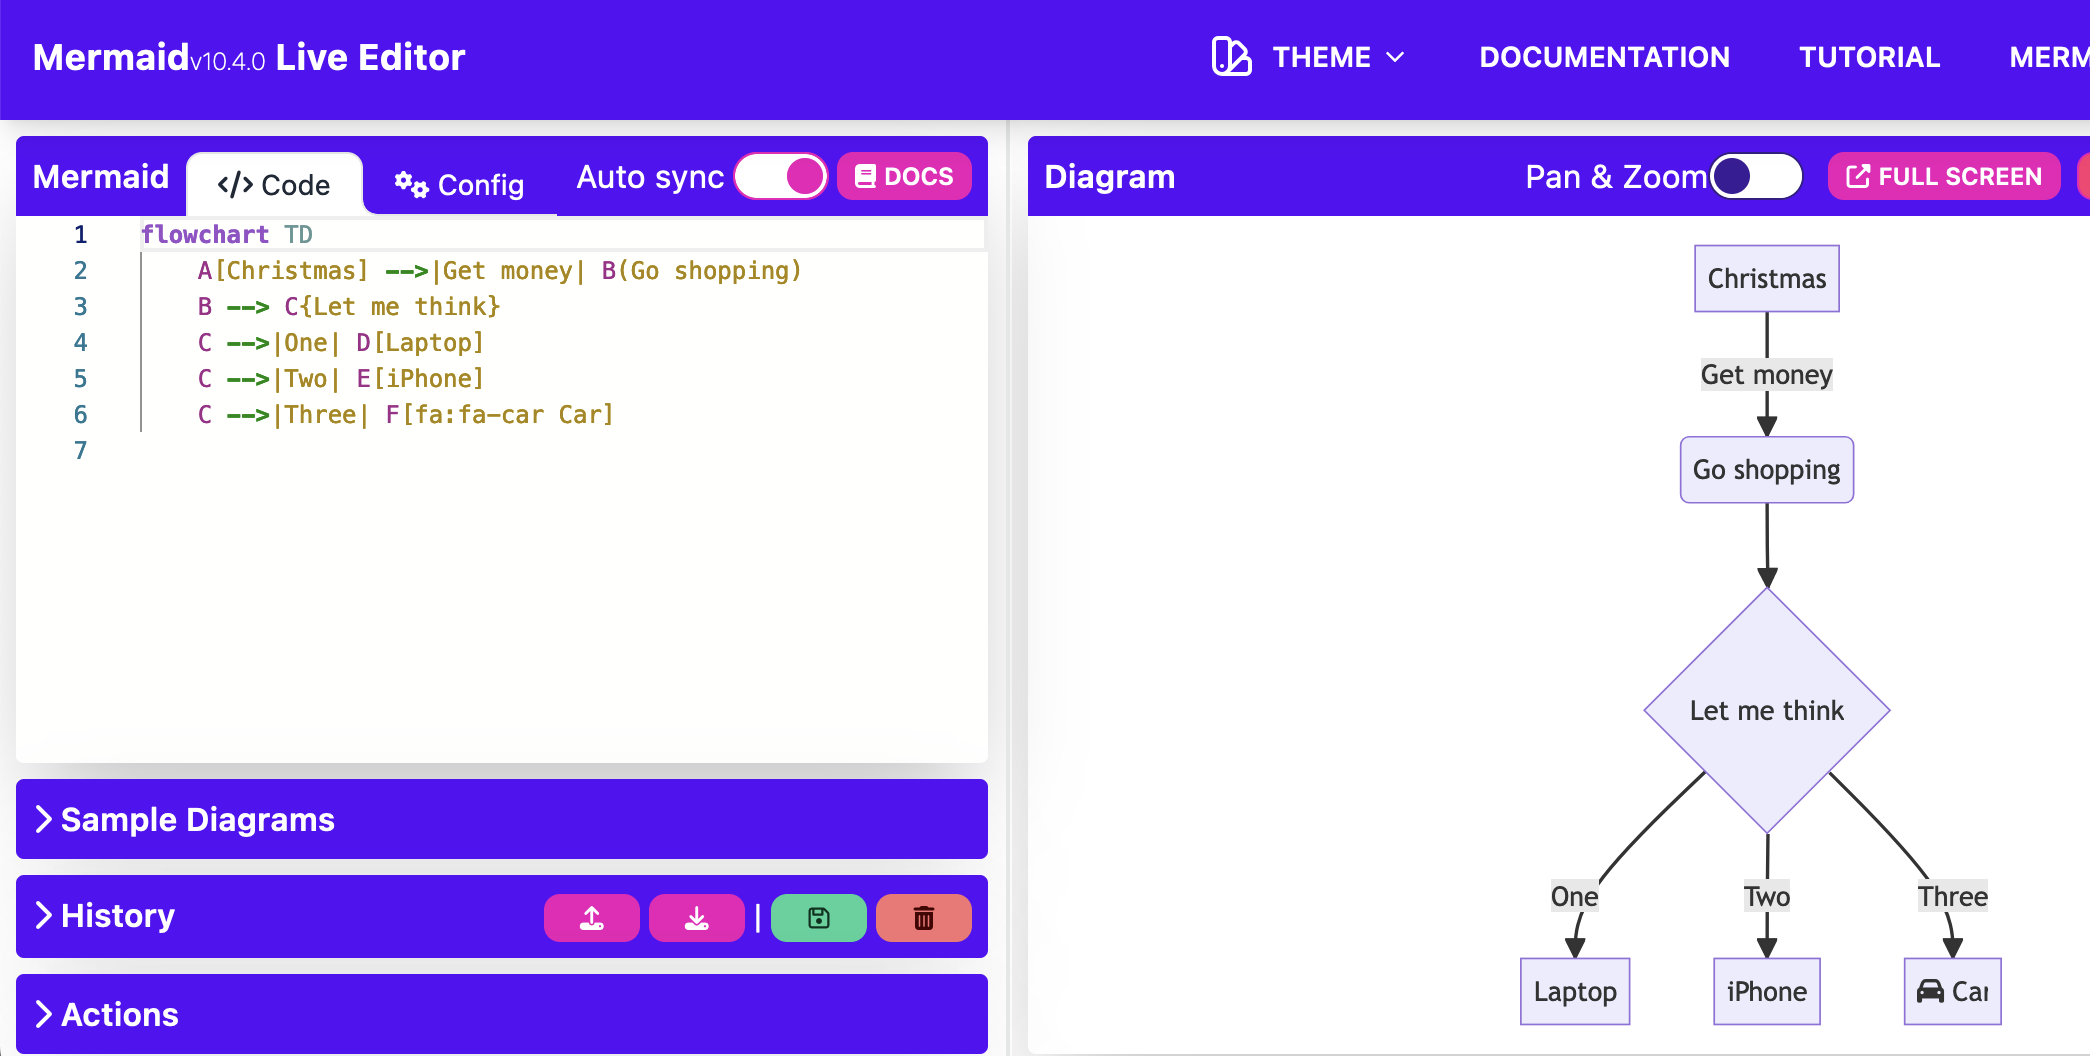 Mermaid v10.4.0 Live Editor
THEME
DOCUMENTATION
TUTORIAL
MERM
Mermaid
</> Code
Config
Auto sync
DOCS
1 flowchart TD
2 A[Christmas] -->|Get money| B(Go shopping)
3 B --> C{Let me think}
4 C -->|One| D[Laptop]
5 C -->|Two| E[iPhone]
6 C -->|Three| F[fa:fa-car Car]
7
Sample Diagrams
History
Actions
Diagram
Pan & Zoom
FULL SCREEN
Christmas
Get money
Go shopping
Let me think
One
Two
Three
Laptop
iPhone
Car